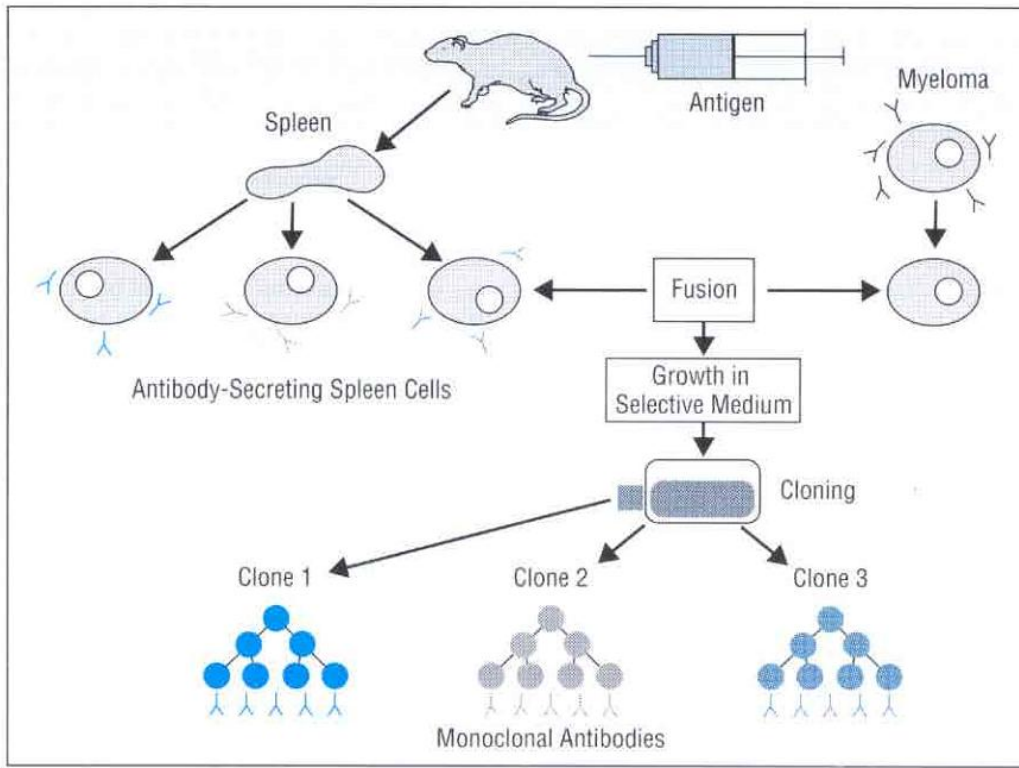 Antigen
Myeloma
Spleen
Fusion
Antibody-Secreting Spleen Cells
Growth in
Selective Medium
Cloning
Clone 1
Clone 2
Clone 3
Monoclonal Antibodies